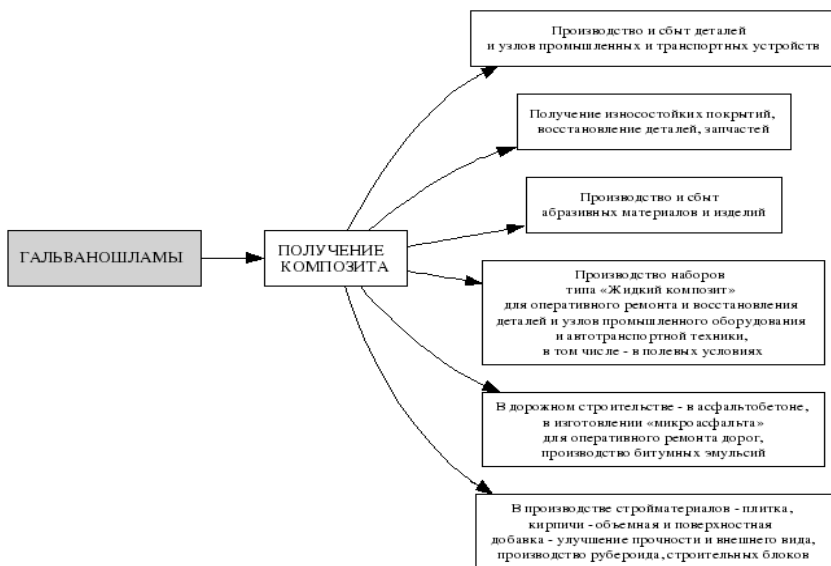 Производство и сбыт деталей
и узлов промышленных и транспортных устройств
Получение износостойких покрытий,
восстановление деталей, запчастей
Производство и сбыт
абразивных материалов и изделий
ГАЛЬВАНОШЛАМЫ
ПОЛУЧЕНИЕ
КОМПОЗИТА
Производство наборов
типа «Жидкий композит»
для оперативного ремонта и восстановления
деталей и узлов промышленного оборудования
и автотранспортной техники,
в том числе - в полевых условиях
В дорожном строительстве - в асфальтобетоне,
в изготовлении «микроасфальта»
для оперативного ремонта дорог,
производство битумных эмульсий
В производстве стройматериалов - плитка,
кирпичи - объемная и поверхностная
добавка - улучшение прочности и внешнего вида,
производство рубероида, строительных блоков